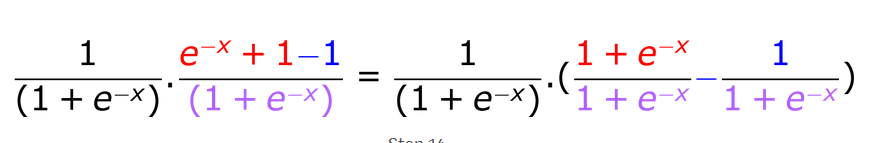 1/(1 + e⁻ˣ) . (e⁻ˣ + 1−1)/(1 + e⁻ˣ) = 1/(1 + e⁻ˣ) .((1 + e⁻ˣ)/(1 + e⁻ˣ) − 1/(1 + e⁻ˣ))